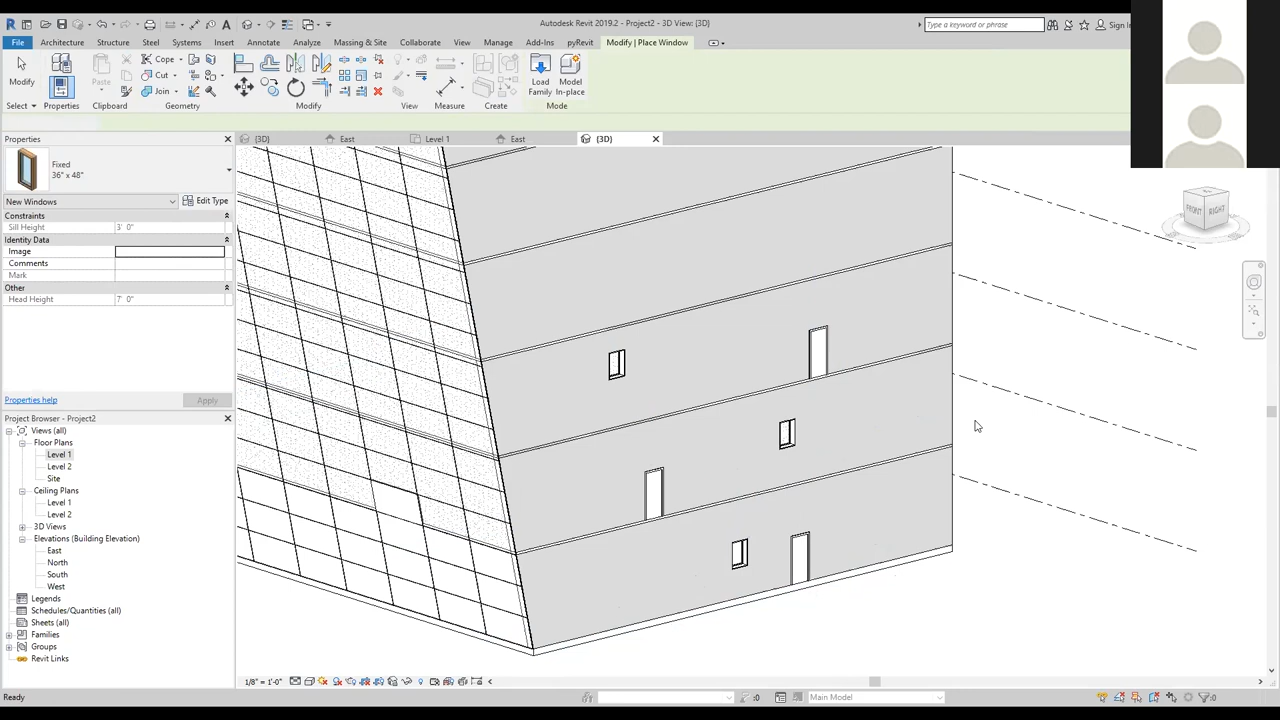 Autodesk Revit 2019.2 - Project2 - 3D View: {3D}
Type a keyword or phrase
Sign In
File Architecture Structure Steel Systems Insert Annotate Analyze Massing & Site Collaborate View Manage Add-Ins pyRevit Modify | Place Window
Modify
Paste
Cope
Cut
Join
Load Family
Model In-place
Select Properties Clipboard Geometry Modify View Measure Create Mode
Properties
{3D} East Level 1 East {3D}
Fixed
36" x 48"
New Windows Edit Type
Constraints
Sill Height 3' 0"
Identity Data
Image
Comments
Mark
Other
Head Height 7' 0"
FRONT RIGHT
Properties help Apply
Project Browser - Project2
Views (all)
Floor Plans
Level 1
Level 2
Site
Ceiling Plans
Level 1
Level 2
3D Views
Elevations (Building Elevation)
East
North
South
West
Legends
Schedules/Quantities (all)
Sheets (all)
Families
Groups
Revit Links
1/8" = 1'-0"
Ready :0 Main Model :0